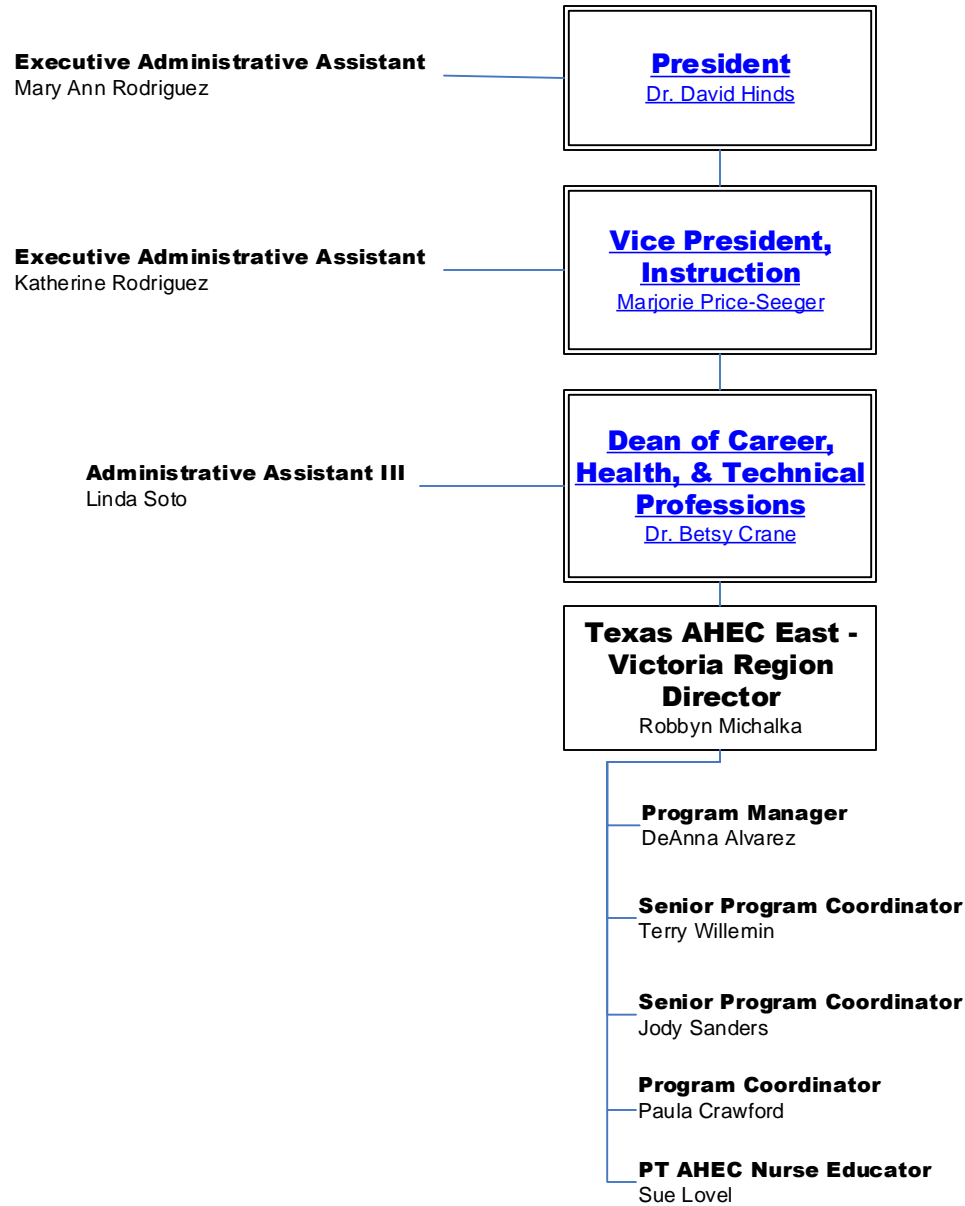 Executive Administrative Assistant
Mary Ann Rodriguez
President
Dr. David Hinds
Executive Administrative Assistant
Katherine Rodriguez
Vice President,
Instruction
Marjorie Price-Seeger
Administrative Assistant III
Linda Soto
Dean of Career,
Health, & Technical
Professions
Dr. Betsy Crane
Texas AHEC East -
Victoria Region
Director
Robbyn Michalka
Program Manager
DeAnna Alvarez
Senior Program Coordinator
Terry Willemin
Senior Program Coordinator
Jody Sanders
Program Coordinator
Paula Crawford
PT AHEC Nurse Educator
Sue Lovel